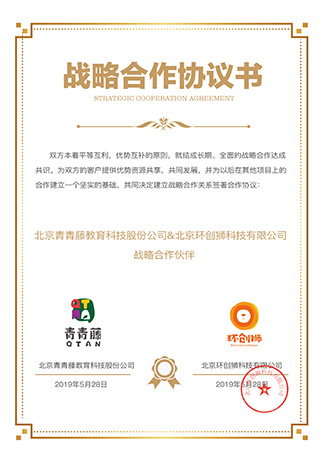 战略合作协议书
STRATEGIC COOPERATION AGREEMENT
双方本着平等互利、优势互补的原则，就结成长期、全面的战略合作达成
共识。为双方的客户提供优势资源共享，共同发展，并为以后在其他项目上的
合作建立一个坚实的基础，共同决定建立战略合作关系签署合作协议：
北京青青藤教育科技股份公司&北京环创狮科技有限公司
战略合作伙伴
青青藤
QTAN
环创狮
北京青青藤教育科技股份公司
2019年5月28日
北京环创狮科技有限公司
2019年5月28日